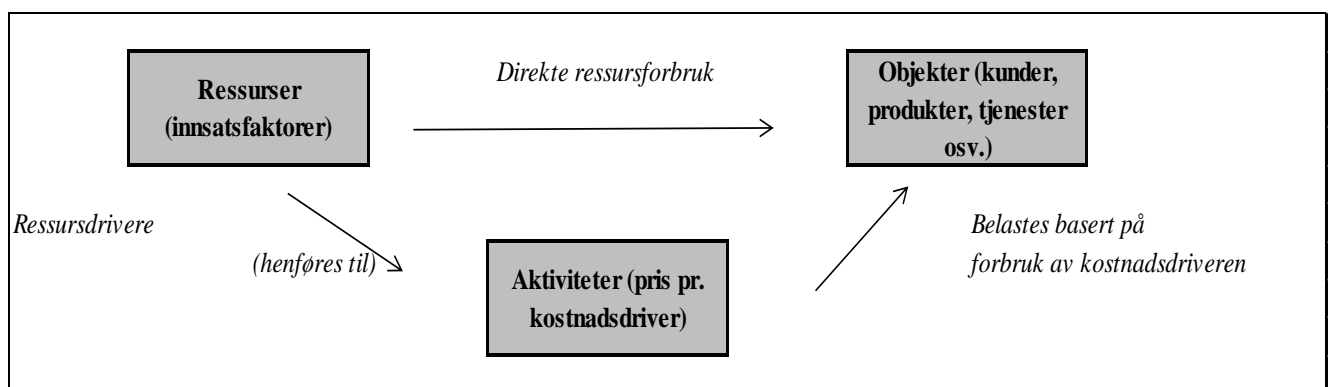 Ressurser
(innsatsfaktorer)
Direkte ressursforbruk
Objekter (kunder,
produkter, tjenester
osv.)
Ressursdrivere
(henføres til)
Aktiviteter (pris pr.
kostnadsdriver)
Belastes basert på
forbruk av kostnadsdriveren